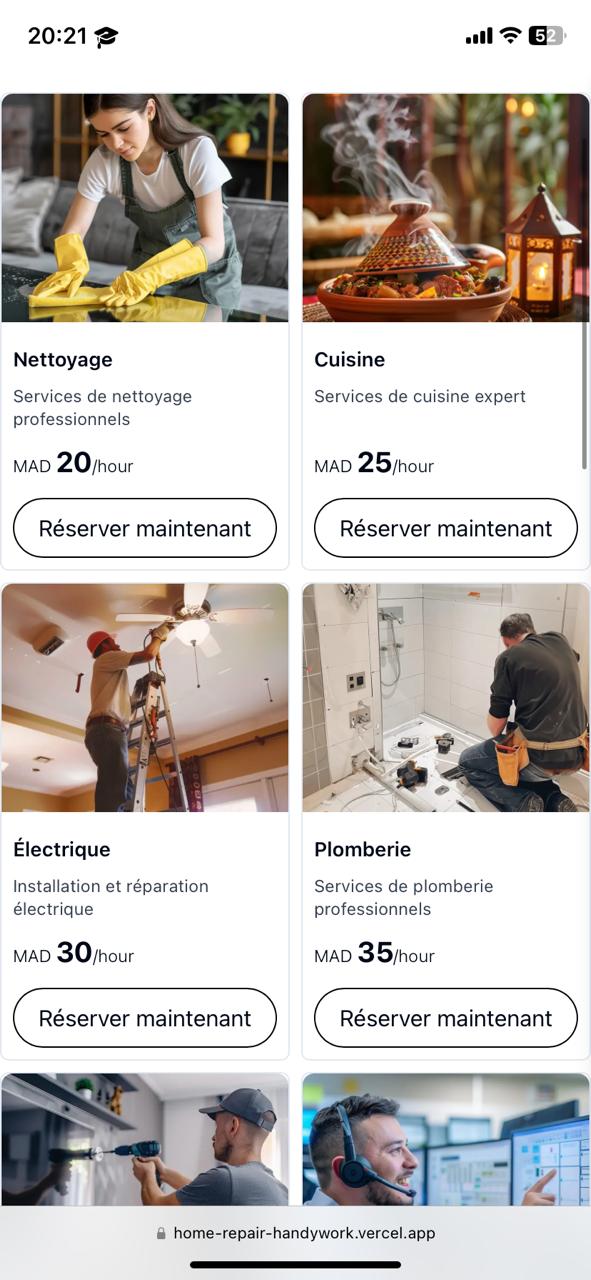 20:21
52
Nettoyage
Services de nettoyage
professionnels
MAD 20/hour
Réserver maintenant
Cuisine
Services de cuisine expert
MAD 25/hour
Réserver maintenant
Électrique
Installation et réparation
électrique
MAD 30/hour
Réserver maintenant
Plomberie
Services de plomberie
professionnels
MAD 35/hour
Réserver maintenant
home-repair-handywork.vercel.app